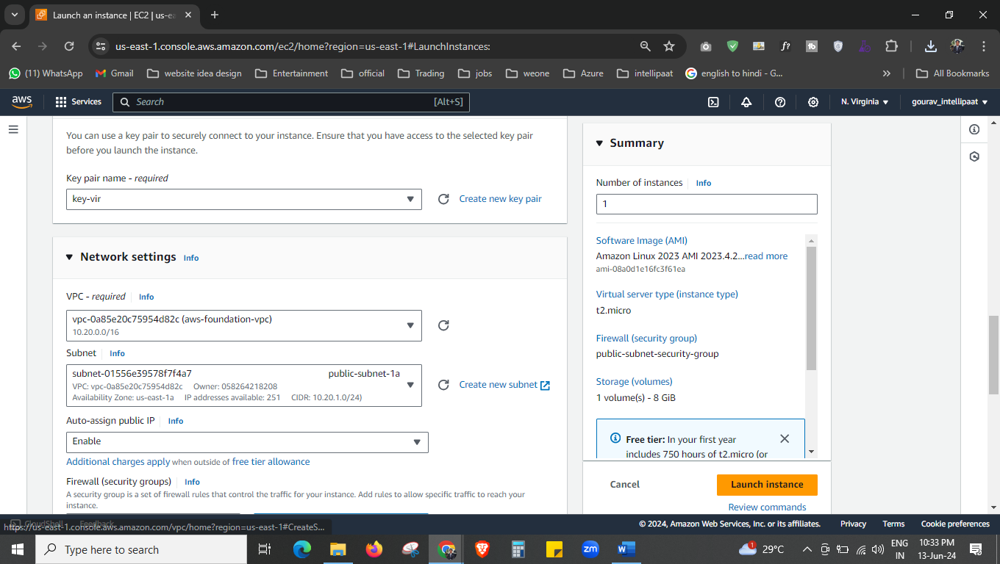 Launch an instance | EC2 | us-ea
us-east-1.console.aws.amazon.com/ec2/home?region=us-east-1#LaunchInstances:
(11) WhatsApp Gmail website idea design Entertainment official Trading jobs weone Azure intellipaat english to hindi - G... All Bookmarks
aws Services Search [Alt+S] N. Virginia gourav_intellipaat
You can use a key pair to securely connect to your instance. Ensure that you have access to the selected key pair
before you launch the instance.
Key pair name - required
key-vir
Create new key pair
Network settings Info
VPC - required Info
vpc-0a85e20c75954d82c (aws-foundation-vpc)
10.20.0.0/16
Subnet Info
subnet-01556e39578f7f4a7 public-subnet-1a
VPC: vpc-0a85e20c75954d82c Owner: 058264218208
Availability Zone: us-east-1a IP addresses available: 251 CIDR: 10.20.1.0/24)
Create new subnet
Auto-assign public IP Info
Enable
Additional charges apply when outside of free tier allowance
Firewall (security groups) Info
A security group is a set of firewall rules that control the traffic for your instance. Add rules to allow specific traffic to reach your
instance.
Summary
Number of instances Info
1
Software Image (AMI)
Amazon Linux 2023 AMI 2023.4.2...read more
ami-08a0d1e16fc3f61ea
Virtual server type (instance type)
t2.micro
Firewall (security group)
public-subnet-security-group
Storage (volumes)
1 volume(s) - 8 GiB
Free tier: In your first year
includes 750 hours of t2.micro (or
Cancel Launch instance
Review commands
CloudShell Feedback
https://us-east-1.console.aws.amazon.com/vpc/home?region=us-east-1#CreateS...
© 2024, Amazon Web Services, Inc. or its affiliates. Privacy Terms Cookie preferences
Type here to search
zm
1
29°C
ENG
IN
10:33 PM
13-Jun-24